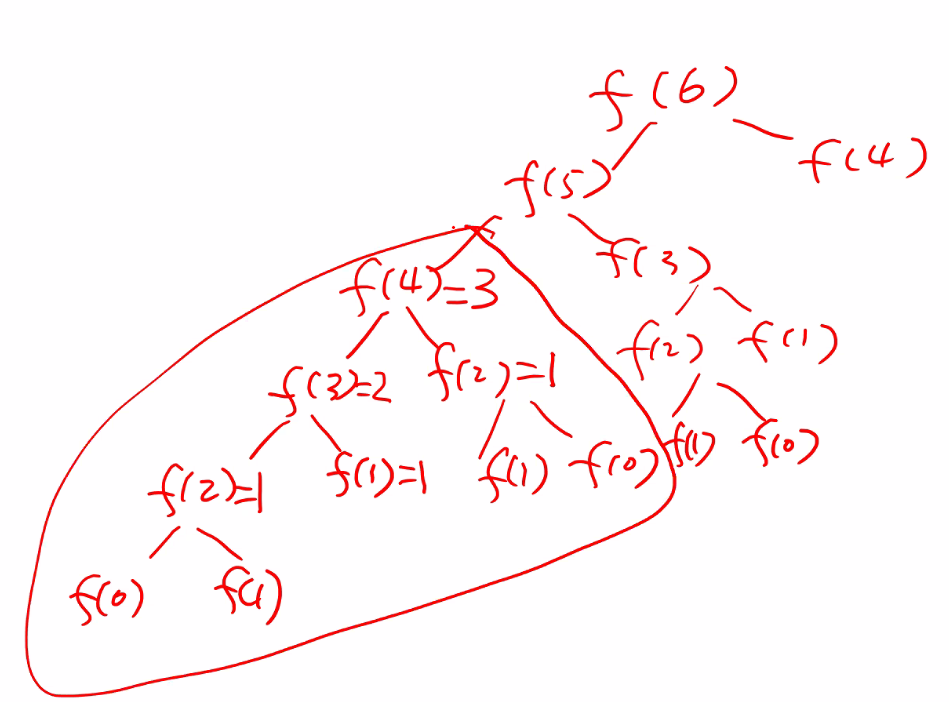 f(6)
f(5) f(4)
f(4)=3 f(3)
f(3)=2 f(2)=1 f(2) f(1)
f(2)=1 f(1)=1 f(1) f(0) f(1) f(0)
f(0) f(1)